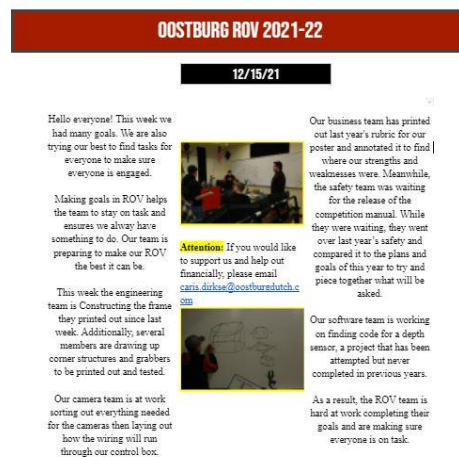 OOSTBURG ROV 2021-22
12/15/21
Hello everyone! This week we
had many goals. We are also
trying our best to find tasks for
everyone to make sure
everyone is engaged.
Making goals in ROV helps
the team to stay on task and
ensures we alway have
something to do. Our team is
preparing to make our ROV
the best it can be.
This week the engineering
team is Constructing the frame
they printed out since last
week. Additionally, several
members are drawing up
corner structures and grabbers
to be printed out and tested.
Our camera team is at work
sorting out everything needed
for the cameras then laying out
how the wiring will run
through our control box.
Attention: If you would like
to support us and help out
financially, please email
caris.dirkse@oostburgdutch.c
om
Our business team has printed
out last year's rubric for our
poster and annotated it to find
where our strengths and
weaknesses were. Meanwhile,
the safety team was waiting
for the release of the
competition manual. While
they were waiting, they went
over last year's safety and
compared it to the plans and
goals of this year to try and
piece together what will be
asked.
Our software team is working
on finding code for a depth
sensor, a project that has been
attempted but never
completed in previous years.
As a result, the ROV team is
hard at work completing their
goals and are making sure
everyone is on task.